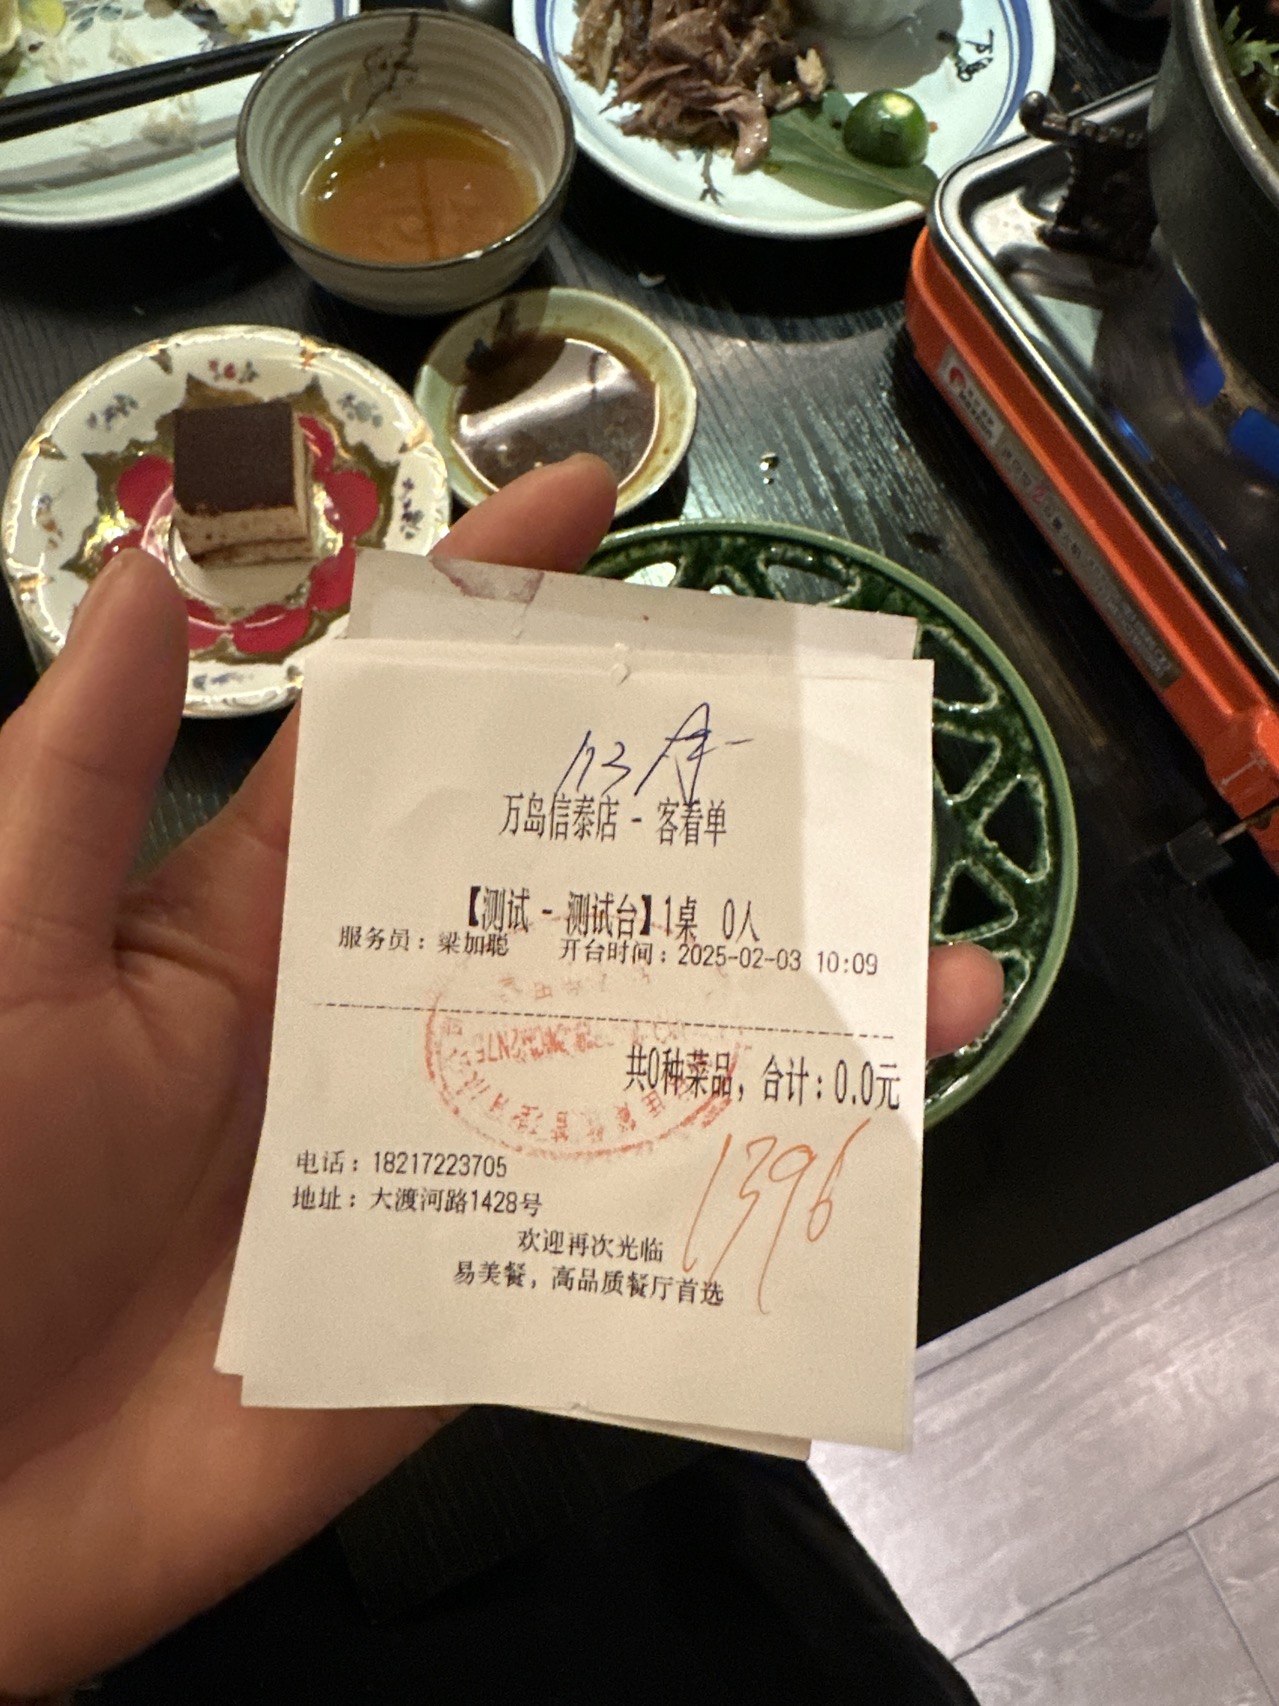 万岛信泰店 - 客看单
【测试 - 测试台】1桌 0人
服务员：梁加聪 开台时间：2025-02-03 10:09
共0种菜品，合计：0.0元
1396
电话：18217223705
地址：大渡河路1428号
欢迎再次光临
易美餐，高品质餐厅首选